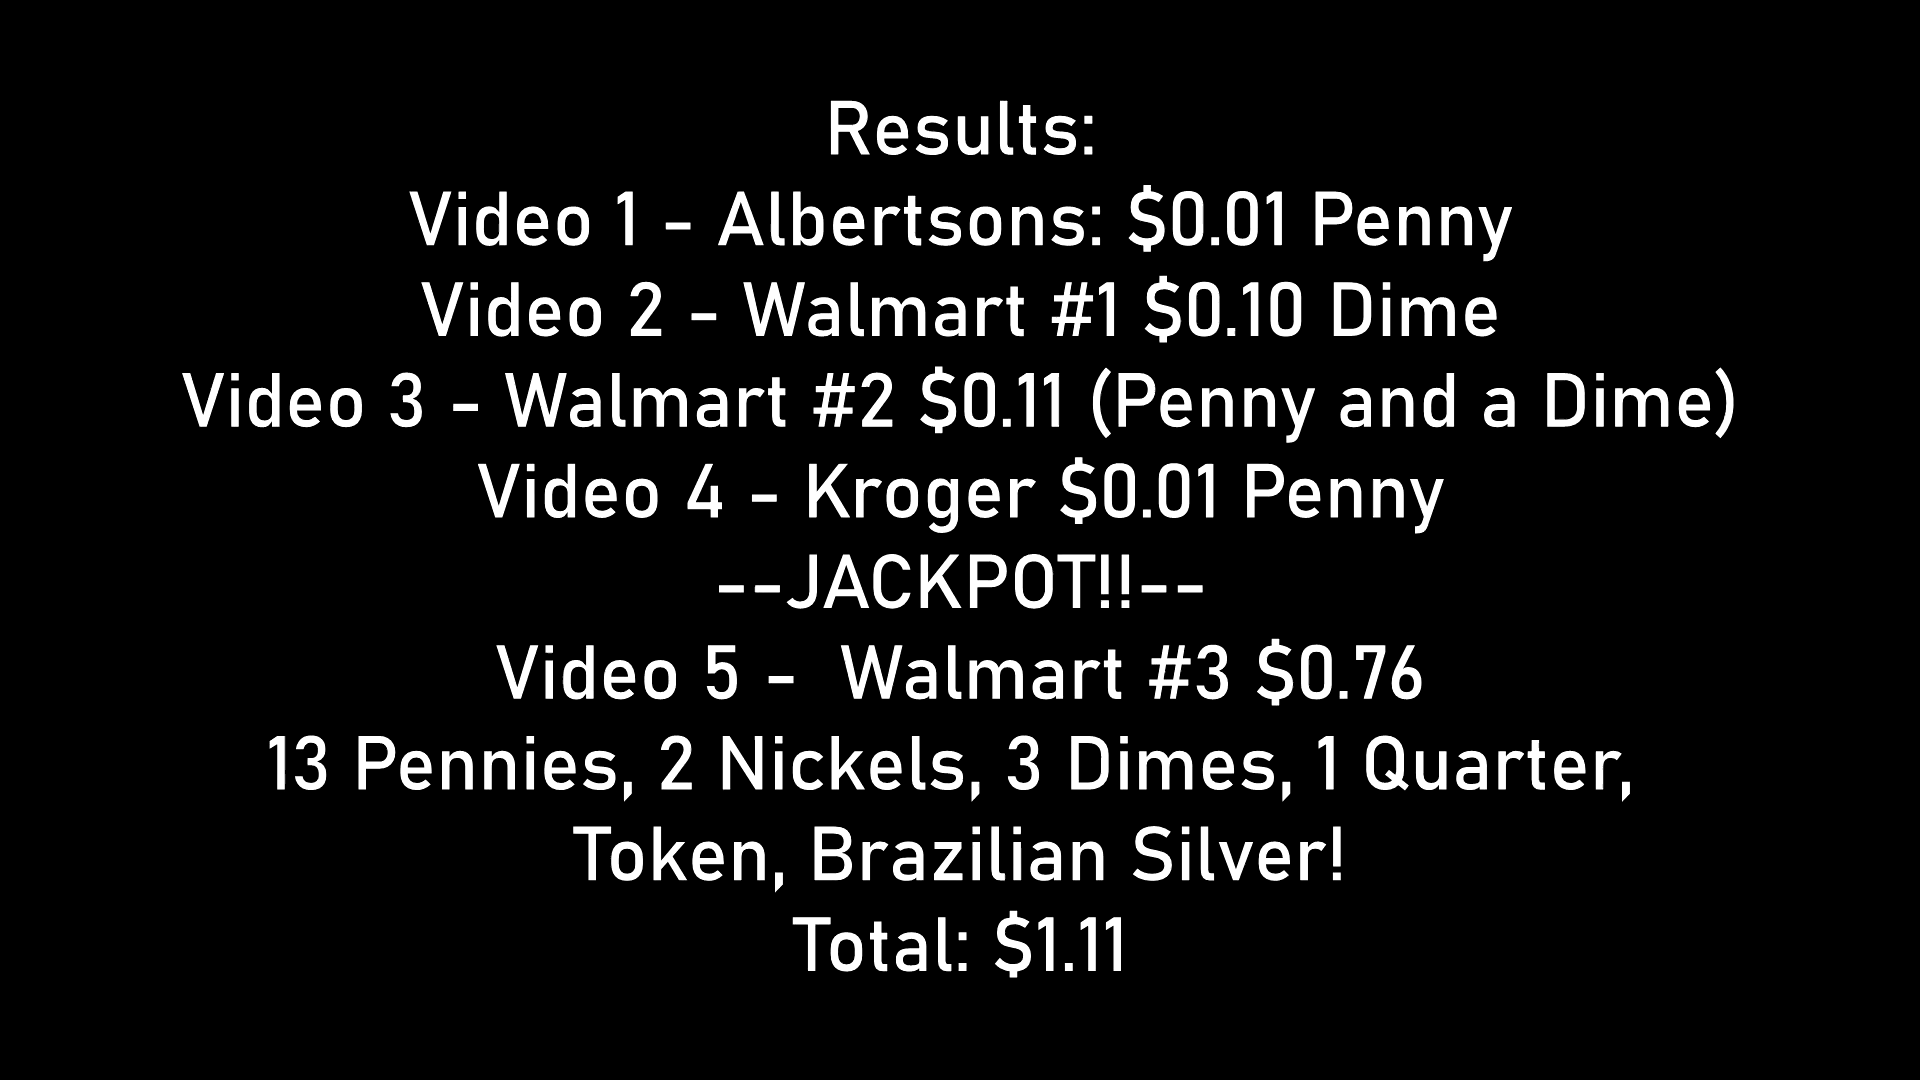 Results:
Video 1 - Albertsons: $0.01 Penny
Video 2 - Walmart #1 $0.10 Dime
Video 3 - Walmart #2 $0.11 (Penny and a Dime)
Video 4 - Kroger $0.01 Penny
--JACKPOT!!--
Video 5 -  Walmart #3 $0.76
13 Pennies, 2 Nickels, 3 Dimes, 1 Quarter,
Token, Brazilian Silver!
Total: $1.11